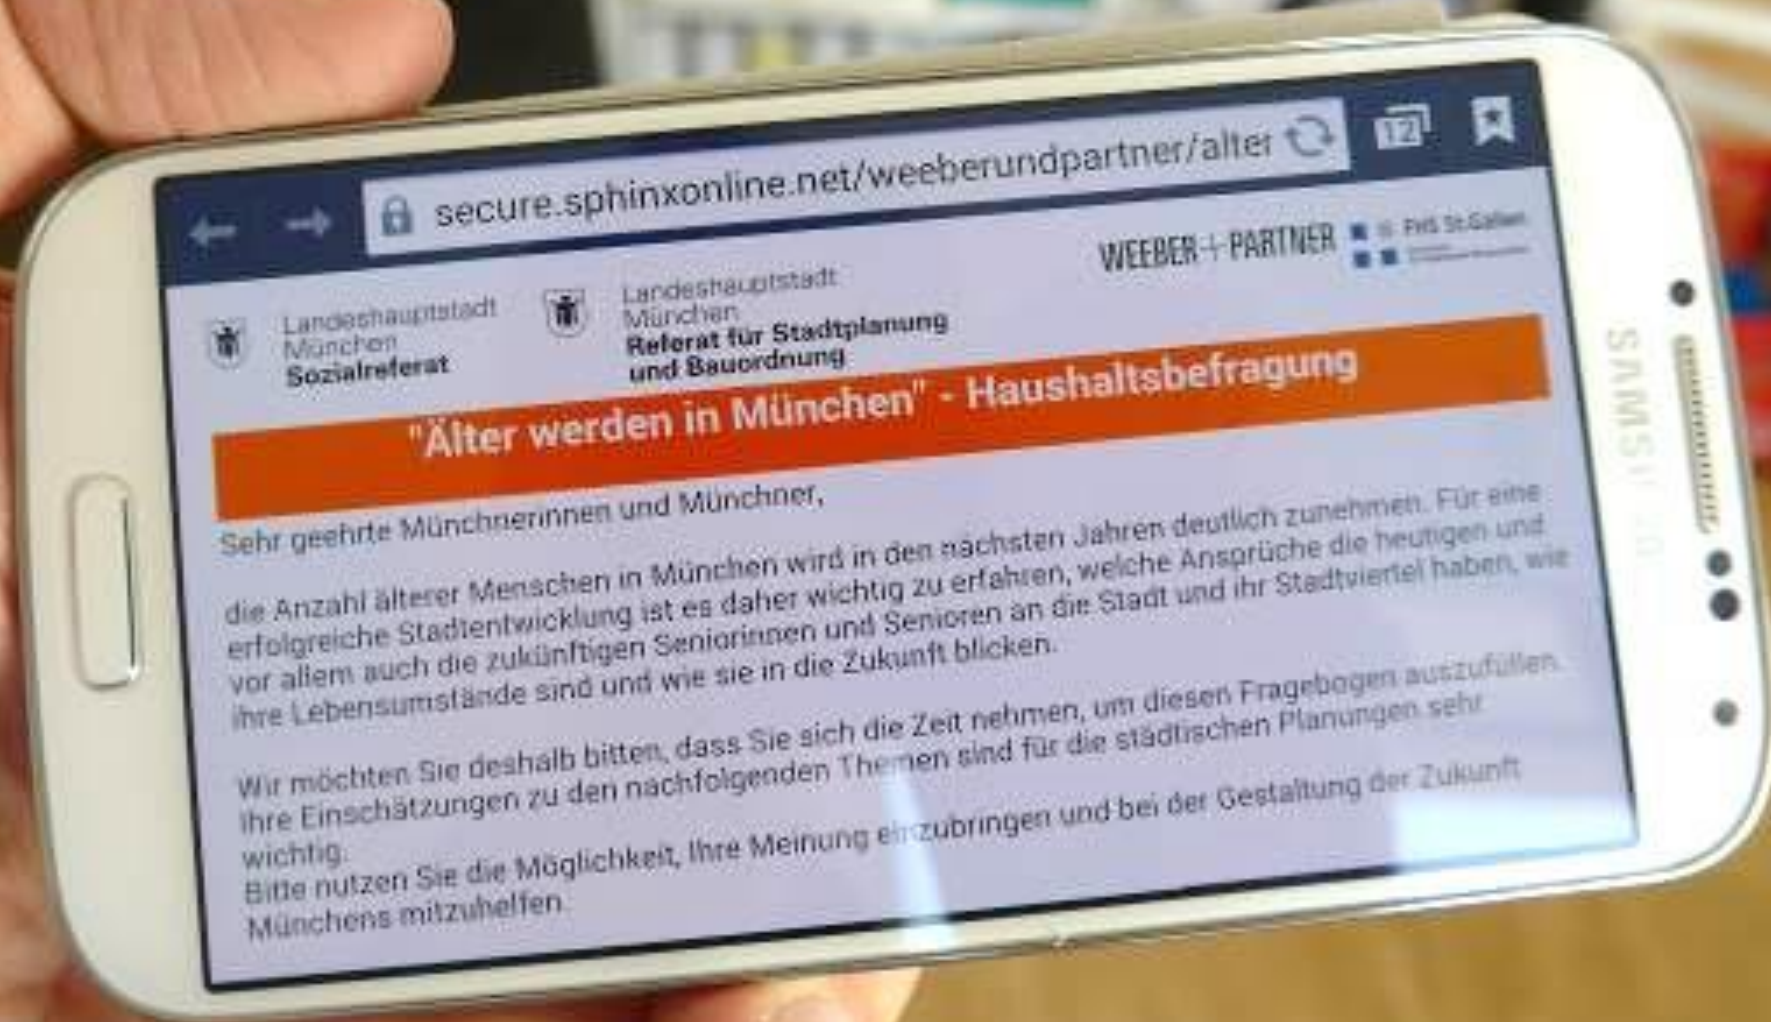 secure.sphinxonline.net/weeberundpartner/alter
12
Landeshauptstadt
München
Sozialreferat
Landeshauptstadt
München
Referat für Stadtplanung
und Bauordnung
WEEBER+PARTNER
FHS St.Gallen
"Älter werden in München" - Haushaltsbefragung
Sehr geehrte Münchnerinnen und Münchner,
die Anzahl älterer Menschen in München wird in den nächsten Jahren deutlich zunehmen. Für eine
erfolgreiche Stadtentwicklung ist es daher wichtig zu erfahren, welche Ansprüche die heutigen und
vor allem auch die zukünftigen Seniorinnen und Senioren an die Stadt und ihr Stadtviertel haben, wie
ihre Lebensumstände sind und wie sie in die Zukunft blicken.
Wir möchten Sie deshalb bitten, dass Sie sich die Zeit nehmen, um diesen Fragebogen auszufüllen.
Ihre Einschätzungen zu den nachfolgenden Themen sind für die städtischen Planungen sehr
wichtig.
Bitte nutzen Sie die Möglichkeit, Ihre Meinung einzubringen und bei der Gestaltung der Zukunft
Münchens mitzuhelfen.
SAMSUNG